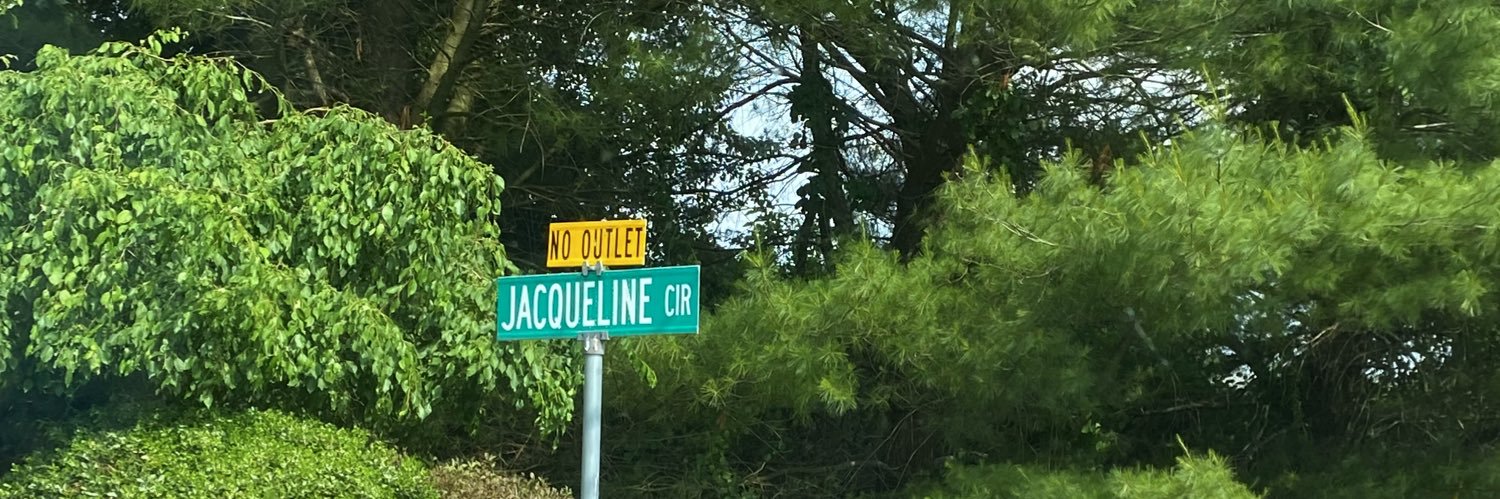 NO OUTLET
JACQUELINE CIR